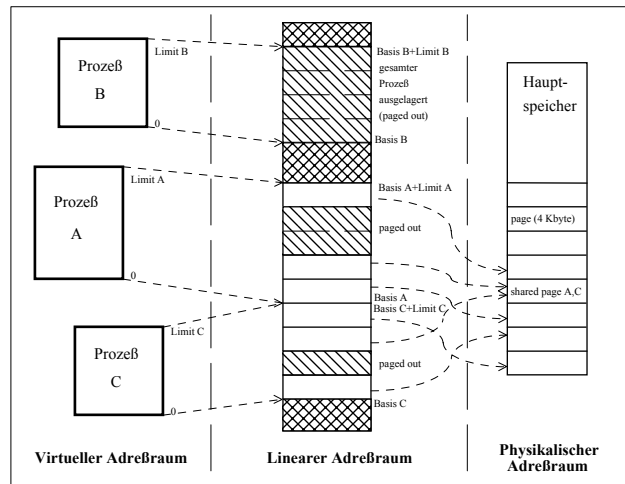 Prozeß
B
Limit B
0
Prozeß
A
Limit A
0
Prozeß
C
Limit C
0
Virtueller Adreßraum
Basis B+Limit B
gesamter
Prozeß
ausgelagert
(paged out)
Basis B
Basis A+Limit A
paged out
Basis A
Basis C+Limit C
paged out
Basis C
Linearer Adreßraum
Haupt-
speicher
page (4 Kbyte)
shared page A,C
Physikalischer
Adreßraum